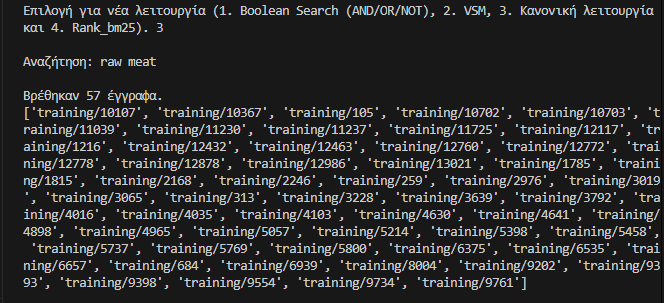 Επιλογή για νέα λειτουργία (1. Boolean Search (AND/OR/NOT), 2. VSM, 3. Κανονική λειτουργία
και 4. Rank_bm25). 3
Αναζήτηση: raw meat
Βρέθηκαν 57 έγγραφα.
['training/10107', 'training/10367', 'training/105', 'training/10702', 'training/10703', 't
raining/11039', 'training/11230', 'training/11237', 'training/11725', 'training/12117', 'tr
aining/1216', 'training/12432', 'training/12463', 'training/12760', 'training/12772', 'trai
ning/12778', 'training/12878', 'training/12986', 'training/13021', 'training/1785', 'trainin
g/1815', 'training/2168', 'training/2246', 'training/259', 'training/2976', 'training/3019'
, 'training/3065', 'training/313', 'training/3228', 'training/3639', 'training/3792', 'tra
ining/4016', 'training/4035', 'training/4103', 'training/4630', 'training/4641', 'training/
4898', 'training/4965', 'training/5057', 'training/5214', 'training/5398', 'training/5458',
'training/5737', 'training/5769', 'training/5800', 'training/6375', 'training/6535', 'train
ing/6657', 'training/684', 'training/6939', 'training/8004', 'training/9202', 'training/93
93', 'training/9398', 'training/9554', 'training/9734', 'training/9761']